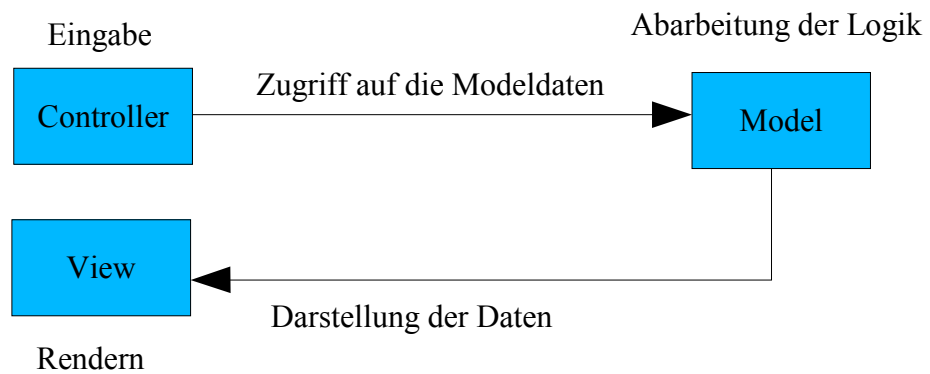 Eingabe
Abarbeitung der Logik
Controller
Zugriff auf die Modeldaten
Model
View
Darstellung der Daten
Rendern